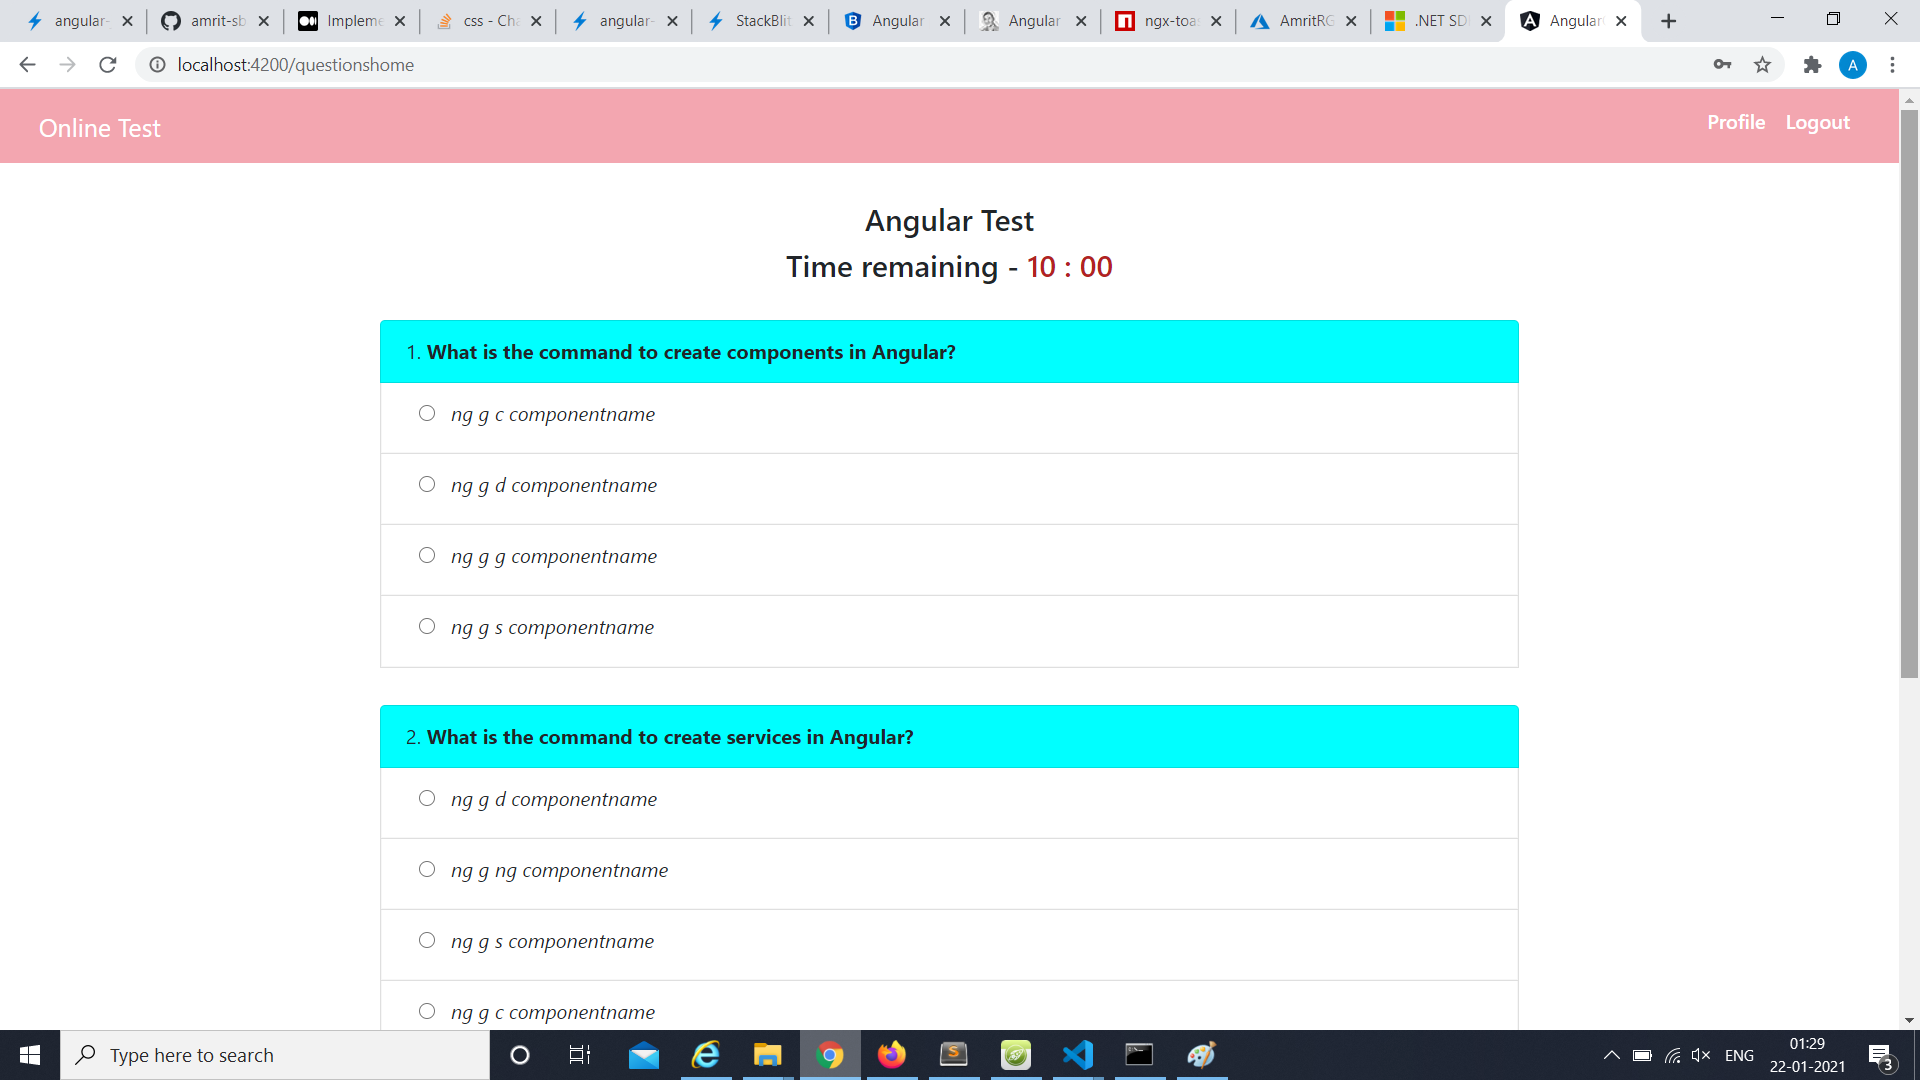 angular-
amrit-sb
Impleme
css - Cha
angular-
StackBlit
Angular
Angular
ngx-toa
AmritRG
.NET SD
Angular
localhost:4200/questionshome
A
Online Test
Profile Logout
Angular Test
Time remaining - 10 : 00
1. What is the command to create components in Angular?
ng g c componentname
ng g d componentname
ng g g componentname
ng g s componentname
2. What is the command to create services in Angular?
ng g d componentname
ng g ng componentname
ng g s componentname
ng g c componentname
Type here to search
ENG
01:29
22-01-2021
3